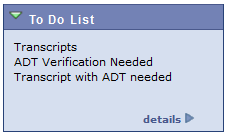 To Do List
Transcripts
ADT Verification Needed
Transcript with ADT needed
details